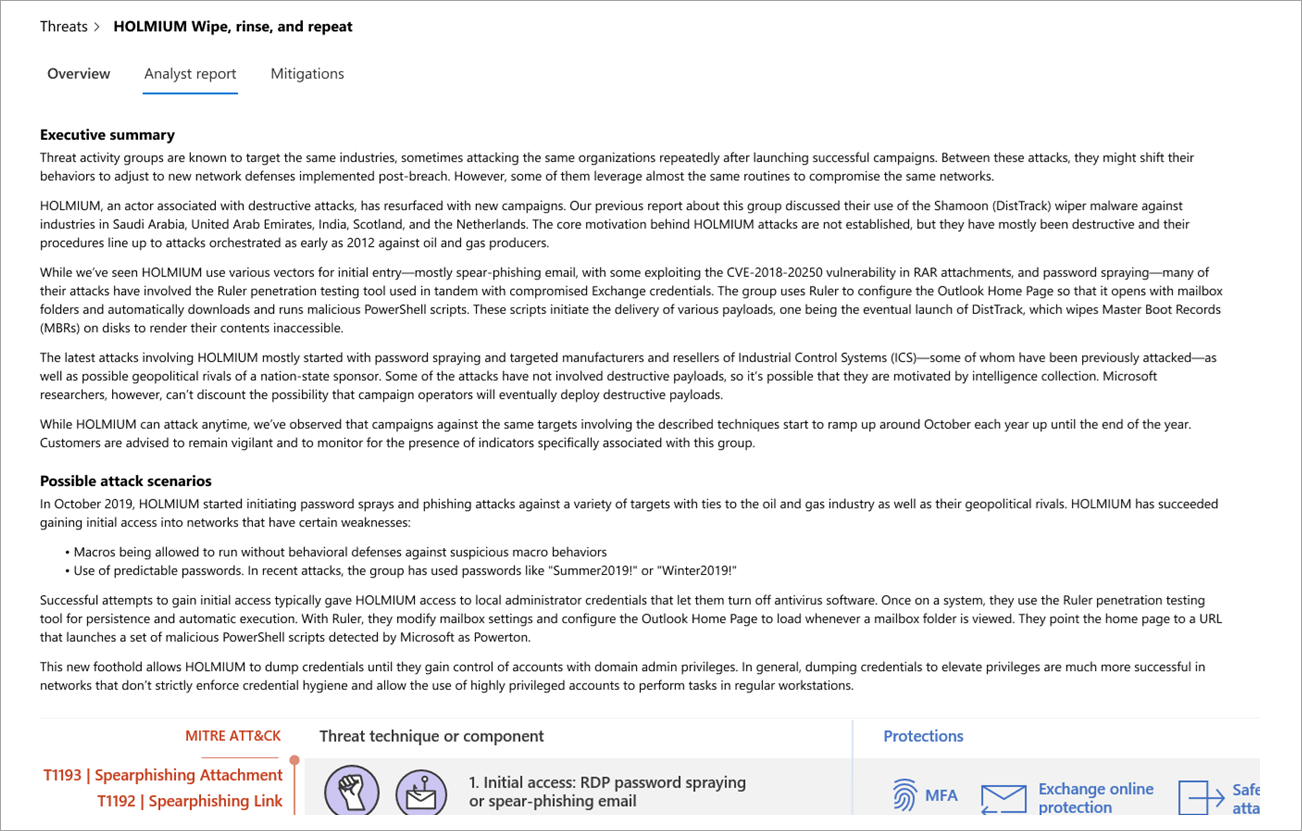 Threats > HOLMIUM Wipe, rinse, and repeat
Overview Analyst report Mitigations
Executive summary
Threat activity groups are known to target the same industries, sometimes attacking the same organizations repeatedly after launching successful campaigns. Between these attacks, they might shift their
behaviors to adjust to new network defenses implemented post-breach. However, some of them leverage almost the same routines to compromise the same networks.
HOLMIUM, an actor associated with destructive attacks, has resurfaced with new campaigns. Our previous report about this group discussed their use of the Shamoon (DistTrack) wiper malware against
industries in Saudi Arabia, United Arab Emirates, India, Scotland, and the Netherlands. The core motivation behind HOLMIUM attacks are not established, but they have mostly been destructive and their
procedures line up to attacks orchestrated as early as 2012 against oil and gas producers.
While we've seen HOLMIUM use various vectors for initial entry—mostly spear-phishing email, with some exploiting the CVE-2018-20250 vulnerability in RAR attachments, and password spraying—many of
their attacks have involved the Ruler penetration testing tool used in tandem with compromised Exchange credentials. The group uses Ruler to configure the Outlook Home Page so that it opens with mailbox
folders and automatically downloads and runs malicious PowerShell scripts. These scripts initiate the delivery of various payloads, one being the eventual launch of DistTrack, which wipes Master Boot Records
(MBRs) on disks to render their contents inaccessible.
The latest attacks involving HOLMIUM mostly started with password spraying and targeted manufacturers and resellers of Industrial Control Systems (ICS)—some of whom have been previously attacked—as
well as possible geopolitical rivals of a nation-state sponsor. Some of the attacks have not involved destructive payloads, so it's possible that they are motivated by intelligence collection. Microsoft
researchers, however, can't discount the possibility that campaign operators will eventually deploy destructive payloads.
While HOLMIUM can attack anytime, we've observed that campaigns against the same targets involving the described techniques start to ramp up around October each year up until the end of the year.
Customers are advised to remain vigilant and to monitor for the presence of indicators specifically associated with this group.
Possible attack scenarios
In October 2019, HOLMIUM started initiating password sprays and phishing attacks against a variety of targets with ties to the oil and gas industry as well as their geopolitical rivals. HOLMIUM has succeeded
gaining initial access into networks that have certain weaknesses:
• Macros being allowed to run without behavioral defenses against suspicious macro behaviors
• Use of predictable passwords. In recent attacks, the group has used passwords like "Summer2019!" or "Winter2019!"
Successful attempts to gain initial access typically gave HOLMIUM access to local administrator credentials that let them turn off antivirus software. Once on a system, they use the Ruler penetration testing
tool for persistence and automatic execution. With Ruler, they modify mailbox settings and configure the Outlook Home Page to load whenever a mailbox folder is viewed. They point the home page to a URL
that launches a set of malicious PowerShell scripts detected by Microsoft as Powerton.
This new foothold allows HOLMIUM to dump credentials until they gain control of accounts with domain admin privileges. In general, dumping credentials to elevate privileges are much more successful in
networks that don't strictly enforce credential hygiene and allow the use of highly privileged accounts to perform tasks in regular workstations.
MITRE ATT&CK Threat technique or component Protections
T1193 | Spearphishing Attachment
T1192 | Spearphishing Link
1. Initial access: RDP password spraying
or spear-phishing email
MFA
Exchange online
protection
Safe
atta